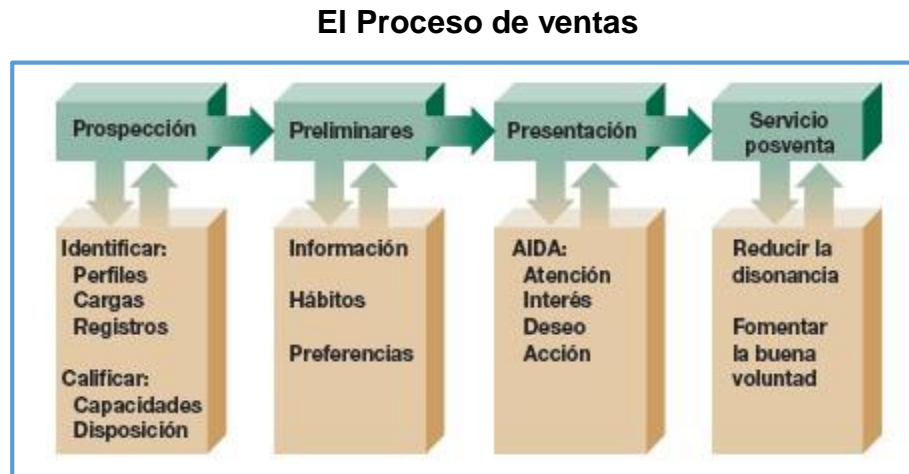 El Proceso de ventas
Prospección
Preliminares
Presentación
Servicio
posventa
Identificar:
Perfiles
Cargas
Registros
Calificar:
Capacidades
Disposición
Información
Hábitos
Preferencias
AIDA:
Atención
Interés
Deseo
Acción
Reducir la
disonancia
Fomentar
la buena
voluntad